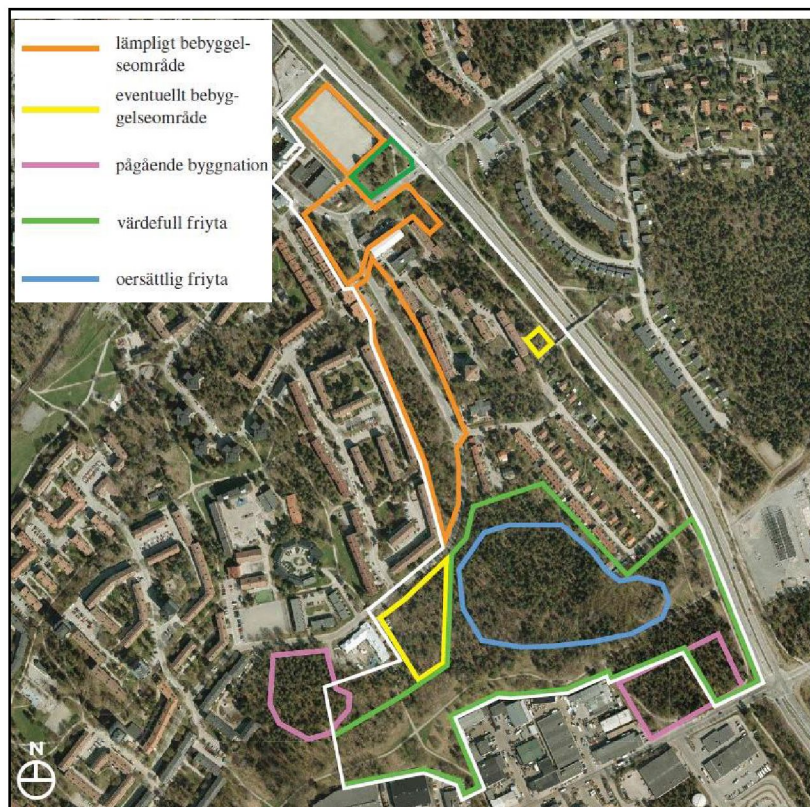 lämpligt bebyggel-
seområde
eventuellt bebyg-
gelseområde
pågående byggnation
värdefull friyta
oersättlig friyta
N